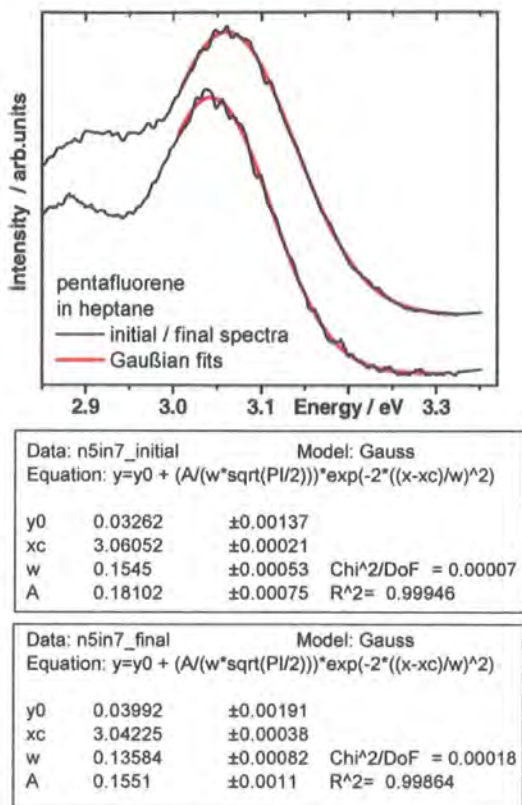 Intensity / arb.units
pentafluorene
in heptane
initial / final spectra
Gaußian fits
2.9 3.0 3.1 Energy / eV 3.3
Data: n5in7_initial Model: Gauss
Equation: y=y0 + (A/(w*sqrt(PI/2)))*exp(-2*((x-xc)/w)^2)
y0 0.03262 ±0.00137
xc 3.06052 ±0.00021
w 0.1545 ±0.00053 Chi^2/DoF = 0.00007
A 0.18102 ±0.00075 R^2= 0.99946
Data: n5in7_final Model: Gauss
Equation: y=y0 + (A/(w*sqrt(PI/2)))*exp(-2*((x-xc)/w)^2)
y0 0.03992 ±0.00191
xc 3.04225 ±0.00038
w 0.13584 ±0.00082 Chi^2/DoF = 0.00018
A 0.1551 ±0.0011 R^2= 0.99864